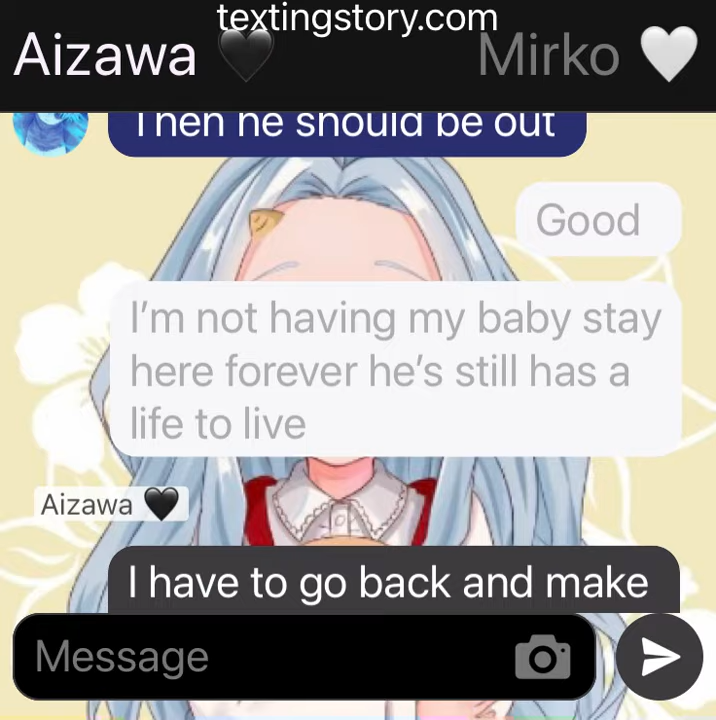 textingstory.com
Aizawa 🖤 Mirko 🤍
Then he should be out
Good
I'm not having my baby stay
here forever he's still has a
life to live
Aizawa 🖤
I have to go back and make
Message